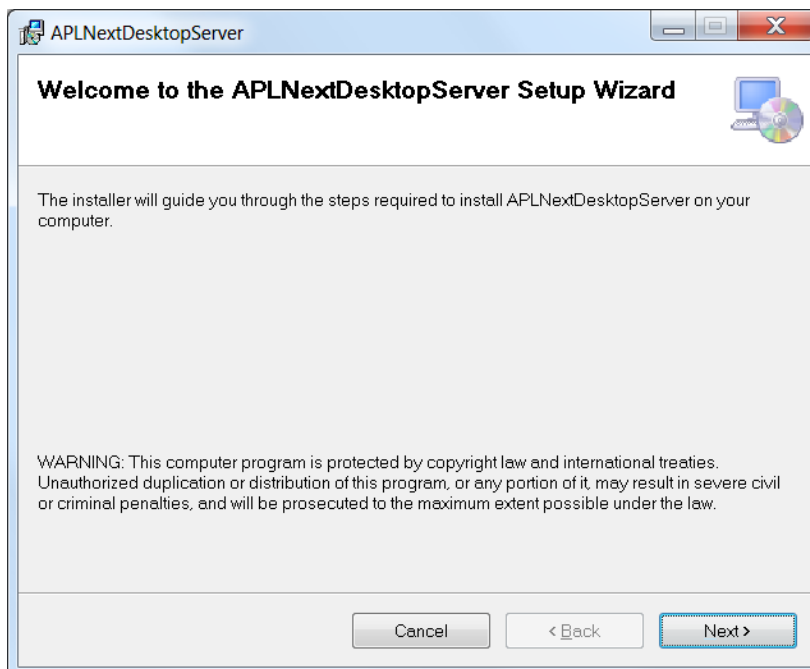 APLNextDesktopServer
Welcome to the APLNextDesktopServer Setup Wizard
The installer will guide you through the steps required to install APLNextDesktopServer on your
computer.
WARNING: This computer program is protected by copyright law and international treaties.
Unauthorized duplication or distribution of this program, or any portion of it, may result in severe civil
or criminal penalties, and will be prosecuted to the maximum extent possible under the law.
Cancel
< Back
Next >